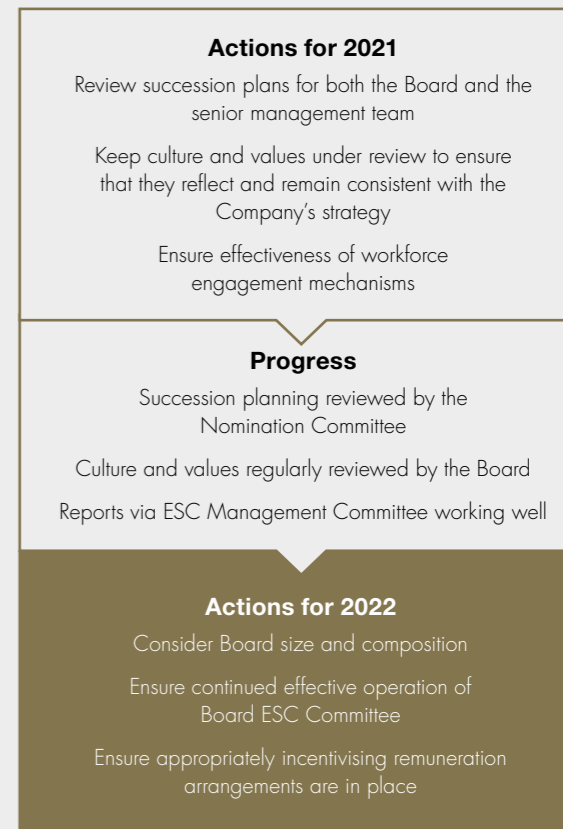 Actions for 2021
Review succession plans for both the Board and the
senior management team
Keep culture and values under review to ensure
that they reflect and remain consistent with the
Company’s strategy
Ensure effectiveness of workforce
engagement mechanisms
Progress
Succession planning reviewed by the
Nomination Committee
Culture and values regularly reviewed by the Board
Reports via ESC Management Committee working well
Actions for 2022
Consider Board size and composition
Ensure continued effective operation of
Board ESC Committee
Ensure appropriately incentivising remuneration
arrangements are in place